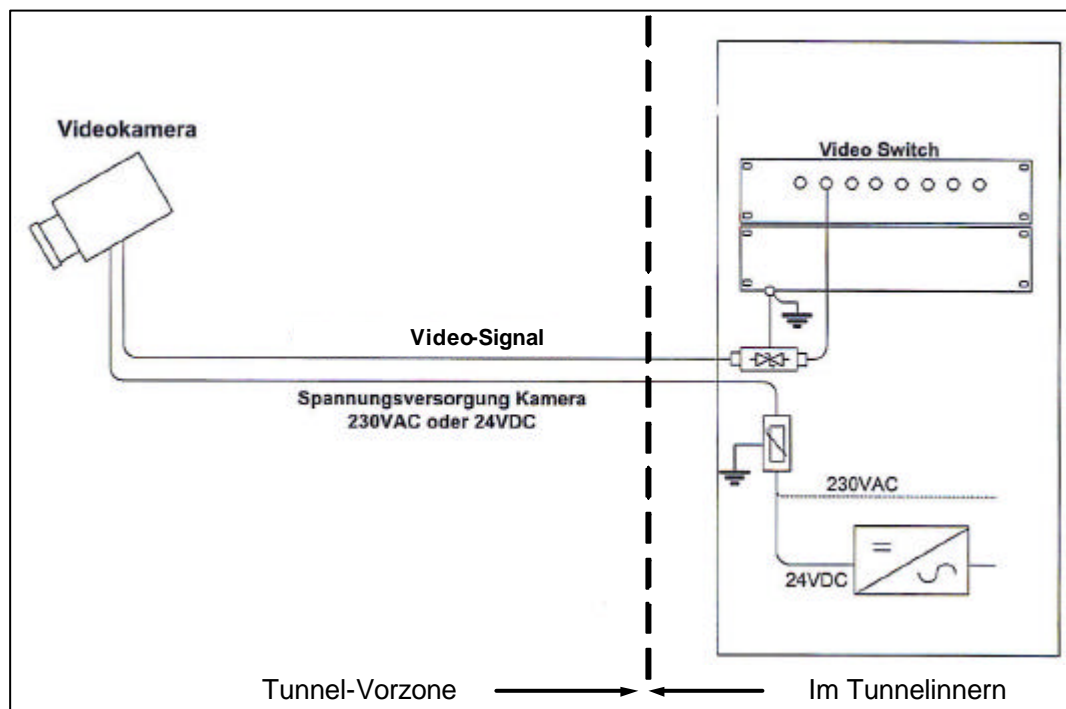 Videokamera
Video Switch
Video-Signal
Spannungsversorgung Kamera
230VAC oder 24VDC
230VAC
24VDC
Tunnel-Vorzone
Im Tunnelinnern